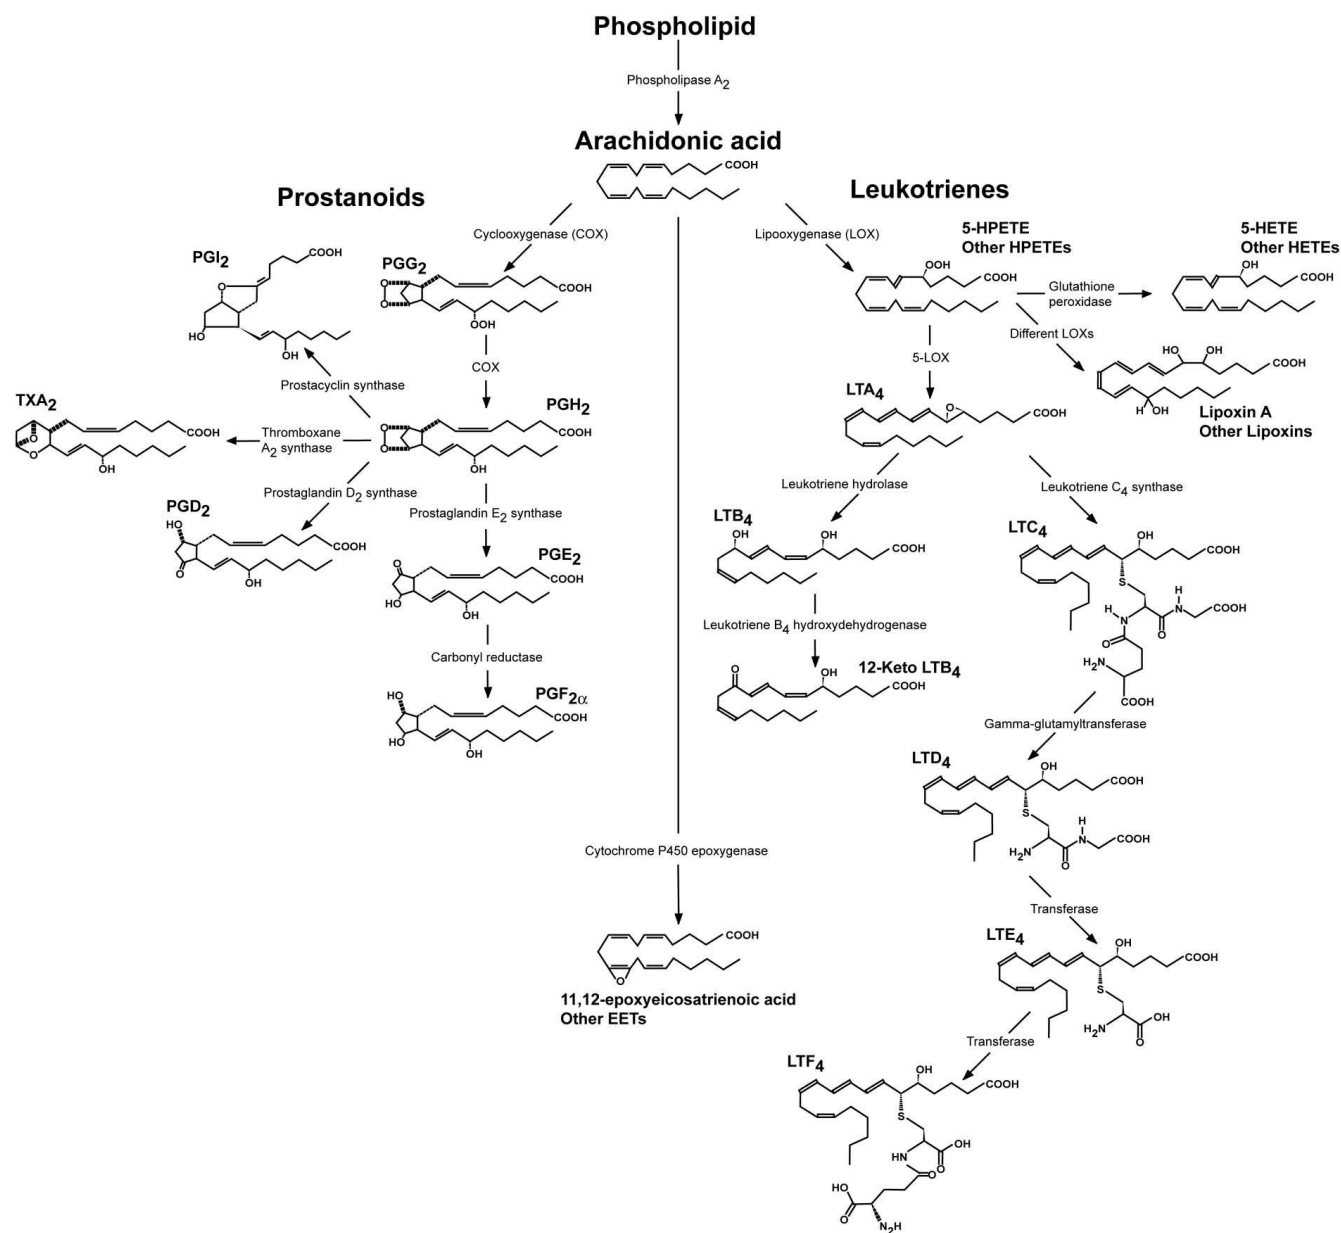 Phospholipid
Phospholipase A2
Arachidonic acid
COOH
Prostanoids
Leukotrienes
Cyclooxygenase (COX)
Lipooxygenase (LOX)
PGI2
COOH
O
HO
OH
PGG2
O
O
COOH
OOH
5-HPETE
Other HPETEs
OOH
COOH
Glutathione
peroxidase
5-HETE
Other HETEs
OH
COOH
COX
5-LOX
Different LOXs
Prostacyclin synthase
HO
OH
COOH
H
OH
Lipoxin A
Other Lipoxins
TXA2
O
O
COOH
OH
Thromboxane
A2 synthase
PGH2
O
O
COOH
OH
LTA4
O
COOH
Prostaglandin D2 synthase
Prostaglandin E2 synthase
Leukotriene hydrolase
Leukotriene C4 synthase
PGD2
HO
COOH
O
OH
PGE2
O
COOH
HO
OH
LTB4
OH
OH
COOH
LTC4
OH
COOH
S
H
N
COOH
N
H
O
O
H2N
COOH
Carbonyl reductase
Leukotriene B4 hydroxydehydrogenase
PGF2α
HO
COOH
HO
OH
12-Keto LTB4
O
OH
COOH
Gamma-glutamyltransferase
LTD4
OH
COOH
S
H
N
COOH
H2N
O
Cytochrome P450 epoxygenase
Transferase
COOH
O
11,12-epoxyeicosatrienoic acid
Other EETs
LTE4
OH
COOH
S
OH
H2N
O
Transferase
LTF4
OH
COOH
S
OH
HN
O
O
HO
O
N2H